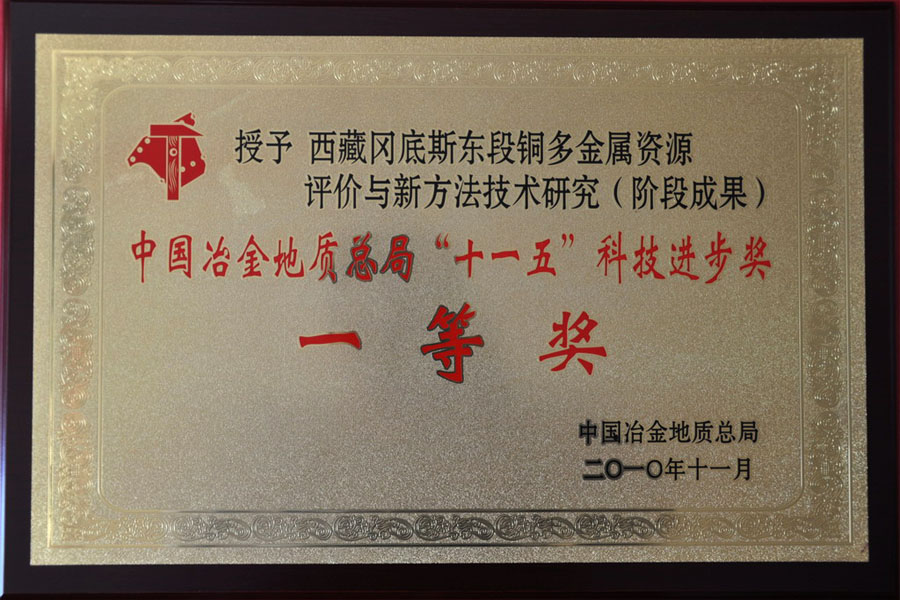 授予 西藏冈底斯东段铜多金属资源
评价与新方法技术研究（阶段成果）
中国冶金地质总局“十一五”科技进步奖
一等奖
中国冶金地质总局
二〇一〇年十一月